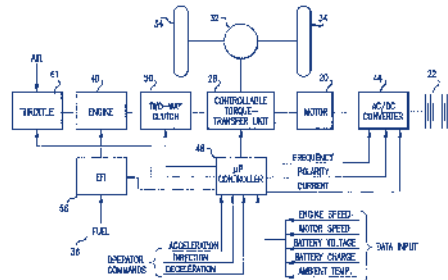 34
32
34
AIR
61
40
50
28
20
44
22
THROTTLE
ENGINE
TWO-WAY
CLUTCH
CONTROLLABLE
TORQUE-
TRANSFER UNIT
MOTOR
AC/DC
CONVERTER
48
EFI
µP
CONTROLLER
FREQUENCY
POLARITY
CURRENT
56
FUEL
36
OPERATOR
COMMANDS
ACCELERATION
DIRECTION
DECELERATION
ENGINE SPEED
MOTOR SPEED
BATTERY VOLTAGE
BATTERY CHARGE
AMBIENT TEMP.
DATA INPUT